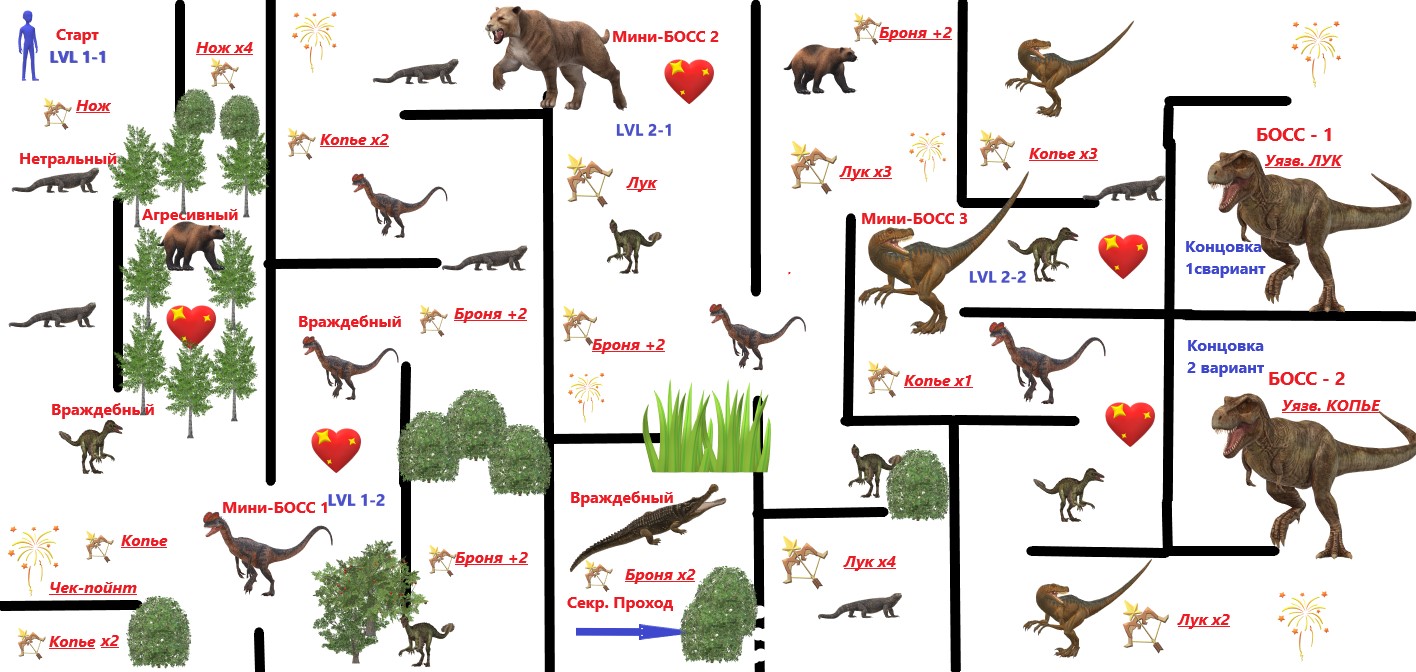 Старт
LVL 1-1
Нож х4
Нож
Нетральный
Агресивный
Враждебный
Копье
Чек-пойнт
Копье х2
Мини-БОСС 1
LVL 1-2
Копье х2
Броня +2
Враждебный
Броня +2
Мини-БОСС 2
LVL 2-1
Лук
Броня +2
Враждебный
Броня х2
Секр. Проход
Броня +2
Лук х3
Копье х3
Мини-БОСС 3
LVL 2-2
Копье х1
Лук х4
Лук х2
БОСС - 1
Уязв. ЛУК
Концовка
1свариант
Концовка
2 вариант
БОСС - 2
Уязв. КОПЬЕ